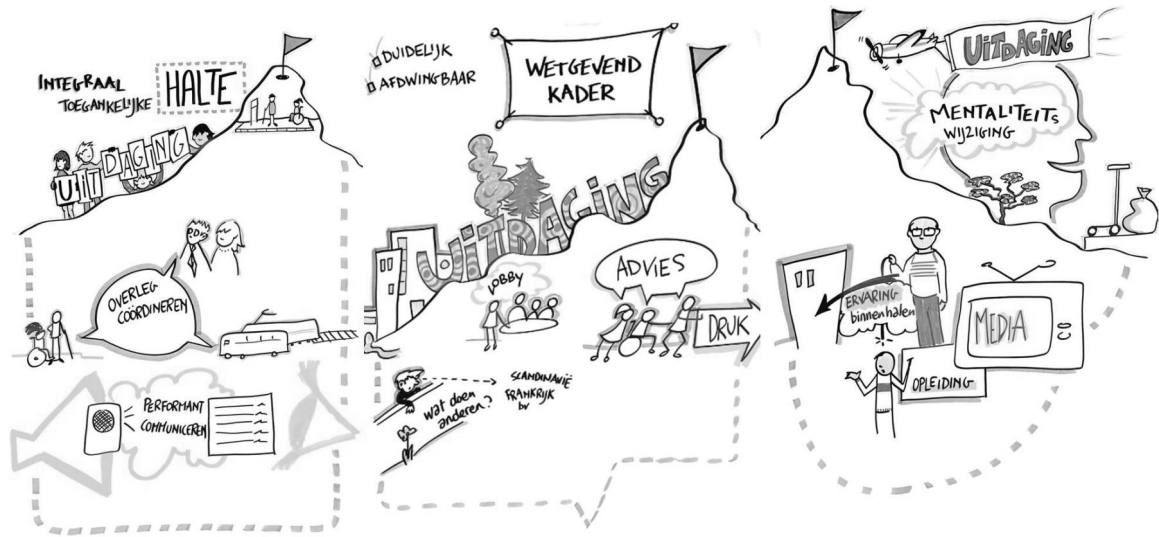 INTEGRAAL
TOEGANKELIJKE
HALTE
UITDAGING
OVERLEG
COÖRDINEREN
PERFORMANT
COMMUNICEREN
DUIDELIJK
AFDWINGBAAR
WETGEVEND
KADER
UITDAGING
LOBBY
ADVIES
DRUK
wat doen
anderen?
SCANDINAVIË
FRANKRIJK
bv
UITDAGING
MENTALITEITS
WIJZIGING
ERVARING
binnenhalen
MEDIA
OPLEIDING